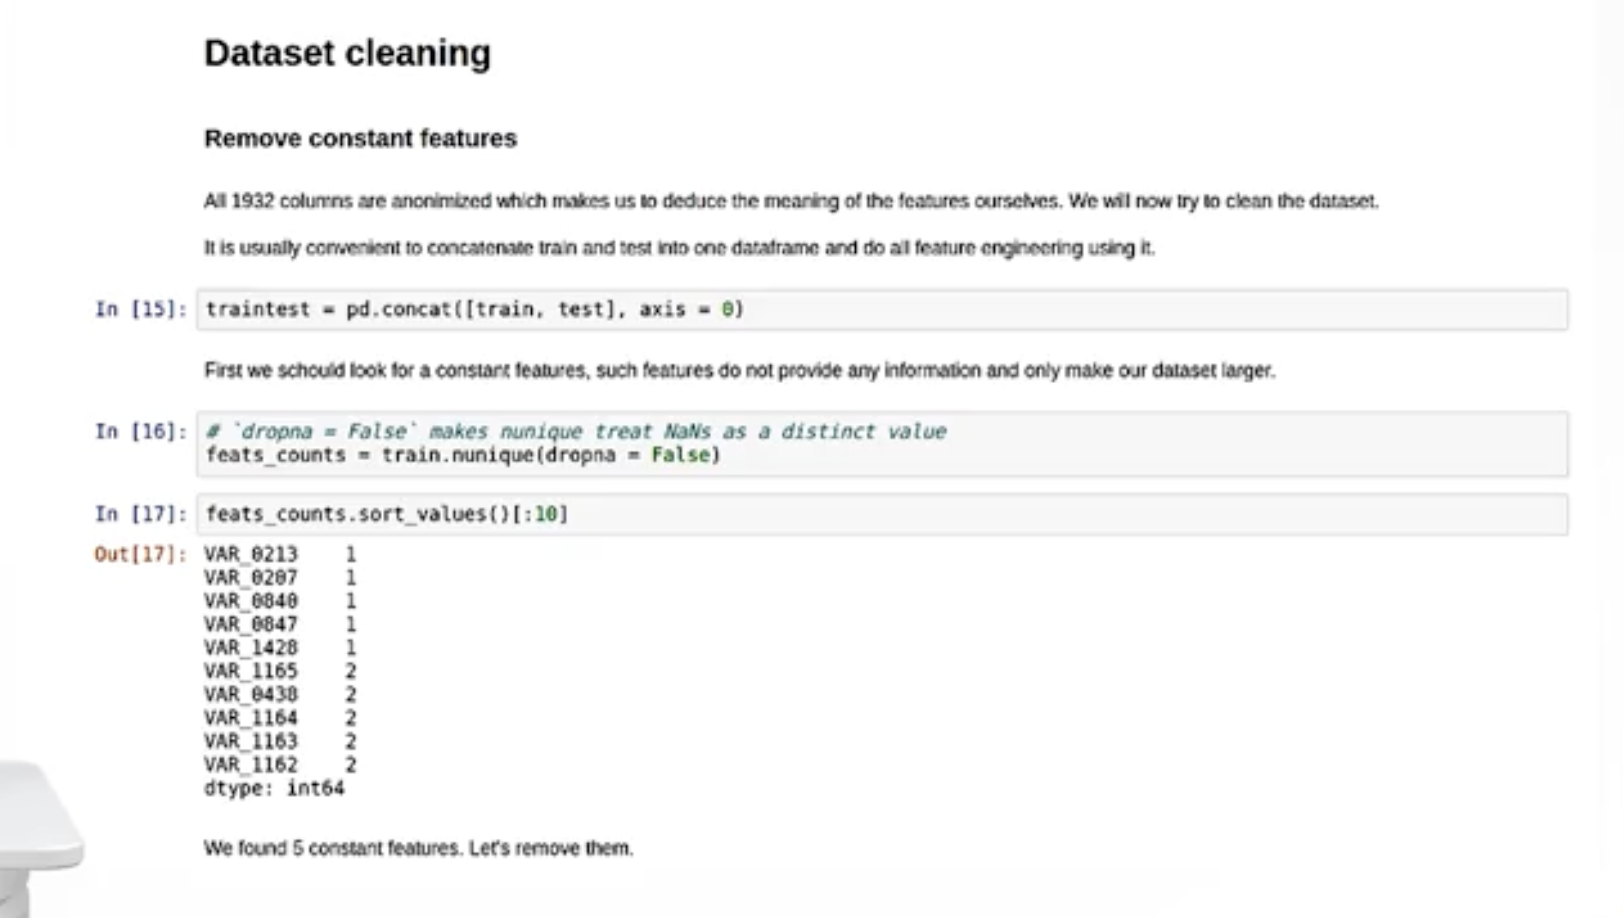 Dataset cleaning
Remove constant features
All 1932 columns are anonimized which makes us to deduce the meaning of the features ourselves. We will now try to clean the dataset.
It is usually convenient to concatenate train and test into one dataframe and do all feature engineering using it.
In [15]: traintest = pd.concat([train, test], axis = 0)
First we schould look for a constant features, such features do not provide any information and only make our dataset larger.
In [16]: # `dropna = False` makes nunique treat NaNs as a distinct value
feats_counts = train.nunique(dropna = False)
In [17]: feats_counts.sort_values()[:10]
Out[17]: VAR_0213 1
VAR_0207 1
VAR_0840 1
VAR_0847 1
VAR_1428 1
VAR_1165 2
VAR_0438 2
VAR_1164 2
VAR_1163 2
VAR_1162 2
dtype: int64
We found 5 constant features. Let's remove them.